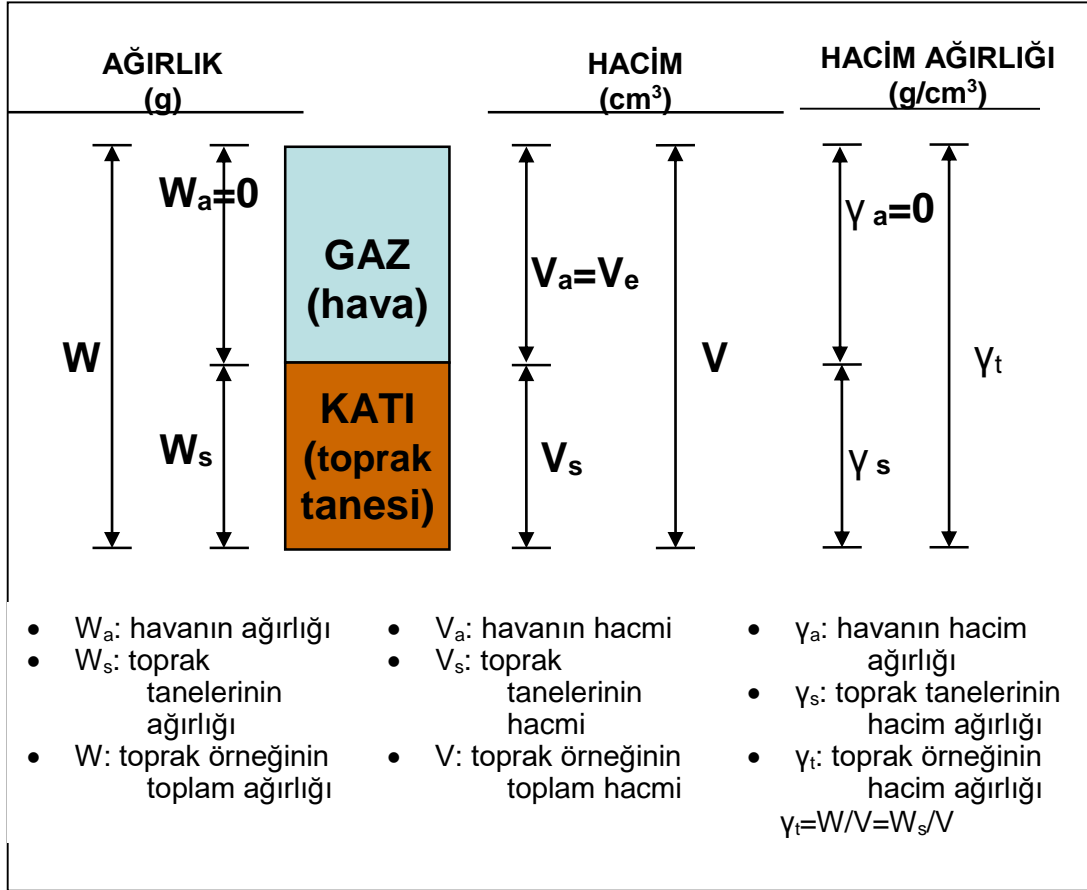 AĞIRLIK
(g)
HACİM
(cm³)
HACİM AĞIRLIĞI
(g/cm³)
Wa=0
GAZ
(hava)
Va=Ve
γ a=0
W
V
γt
KATI
(toprak
tanesi)
Ws
Vs
γ s
• Wa: havanın ağırlığı
• Ws: toprak
tanelerinin
ağırlığı
• W: toprak örneğinin
toplam ağırlığı
• Va: havanın hacmi
• Vs: toprak
tanelerinin
hacmi
• V: toprak örneğinin
toplam hacmi
• γa: havanın hacim
ağırlığı
• γs: toprak tanelerinin
hacim ağırlığı
• γt: toprak örneğinin
hacim ağırlığı
γt=W/V=Ws/V